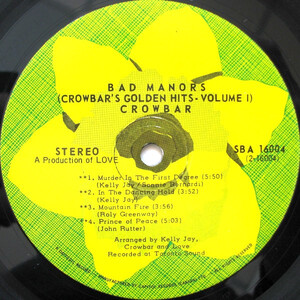 BAD MANORS
(CROWBAR'S GOLDEN HITS-VOLUME I)
CROWBAR
STEREO
A Production of LOVE
SBA 16004
(2-16004)
**1. Murder In The First Degree (5:50)
(Kelly Jay/Sonnie Bernardi)
**2. In The Dancing Hold (3:52)
(Kelly Jay)
*3. Mountain Fire (3:56)
(Roly Greenway)
**4. Prince of Peace (5:03)
(John Rutter)
Arranged by Kelly Jay,
Crowbar and Love
Recorded at Toronto Sound